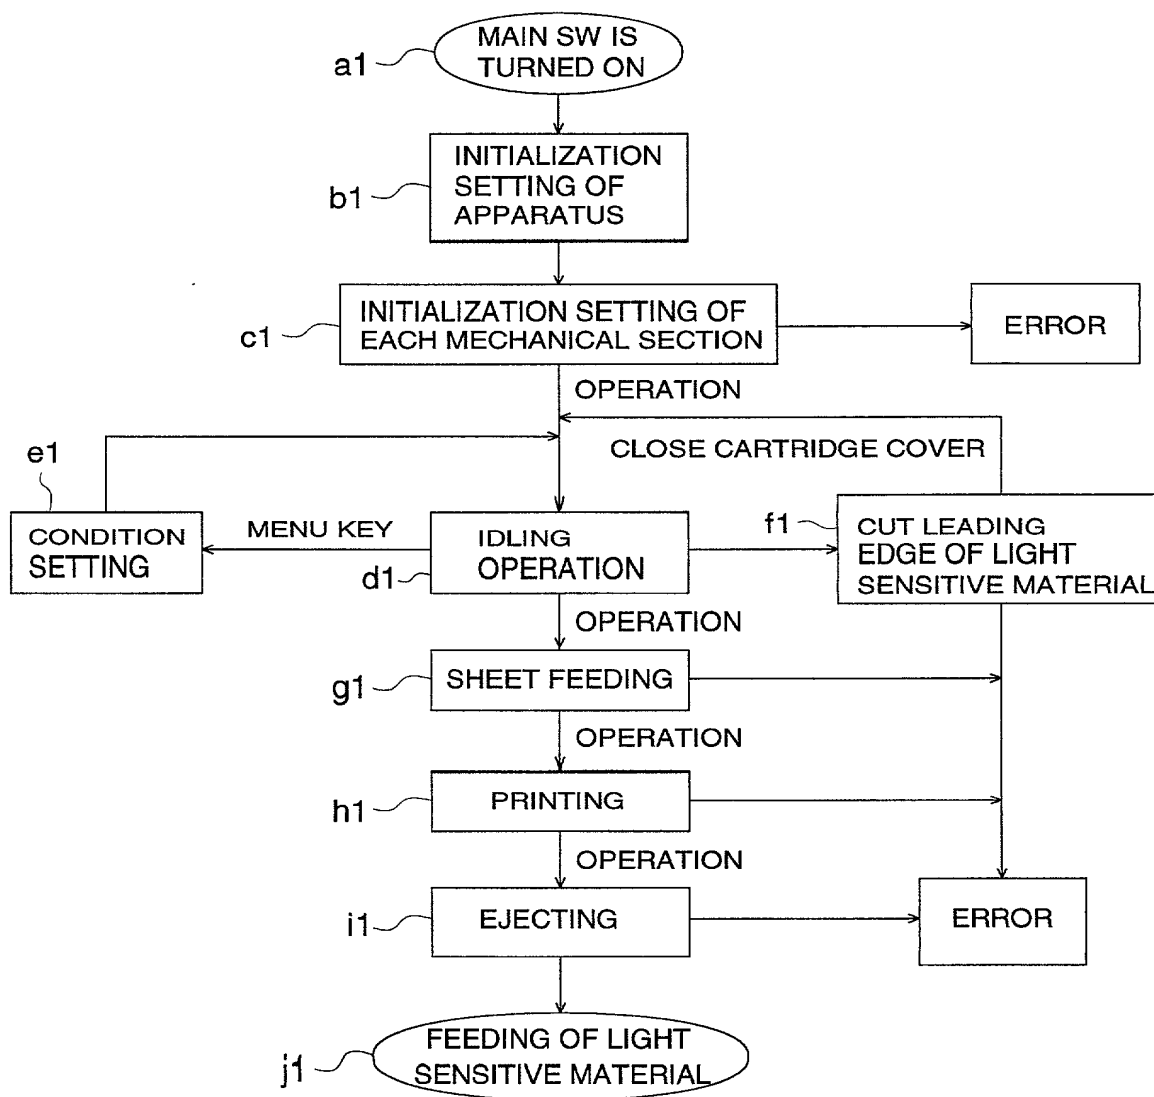 MAIN SW IS
TURNED ON
a1
INITIALIZATION
SETTING OF
APPARATUS
b1
INITIALIZATION SETTING OF
EACH MECHANICAL SECTION
c1
ERROR
OPERATION
CLOSE CARTRIDGE COVER
e1
CONDITION
SETTING
MENU KEY
IDLING
OPERATION
d1
f1
CUT LEADING
EDGE OF LIGHT
SENSITIVE MATERIAL
OPERATION
SHEET FEEDING
g1
OPERATION
PRINTING
h1
OPERATION
EJECTING
i1
ERROR
FEEDING OF LIGHT
SENSITIVE MATERIAL
j1